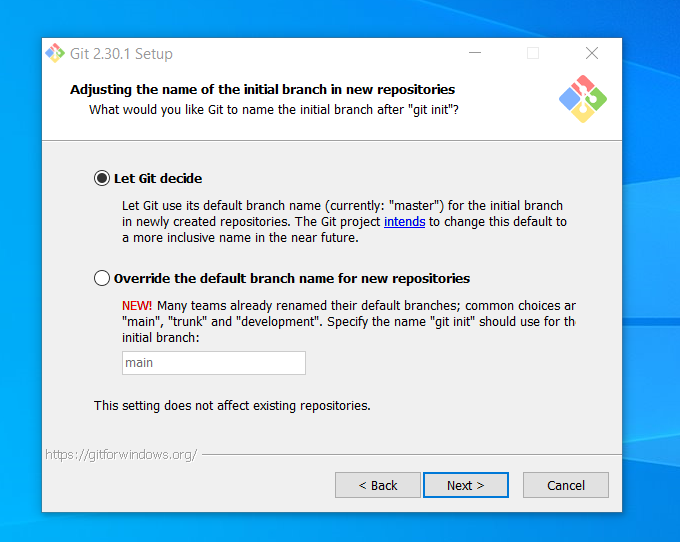 Git 2.30.1 Setup
Adjusting the name of the initial branch in new repositories
What would you like Git to name the initial branch after "git init"?
Let Git decide
Let Git use its default branch name (currently: "master") for the initial branch
in newly created repositories. The Git project intends to change this default to
a more inclusive name in the near future.
Override the default branch name for new repositories
NEW! Many teams already renamed their default branches; common choices ar
"main", "trunk" and "development". Specify the name "git init" should use for the
initial branch:
main
This setting does not affect existing repositories.
https://gitforwindows.org/
< Back
Next >
Cancel